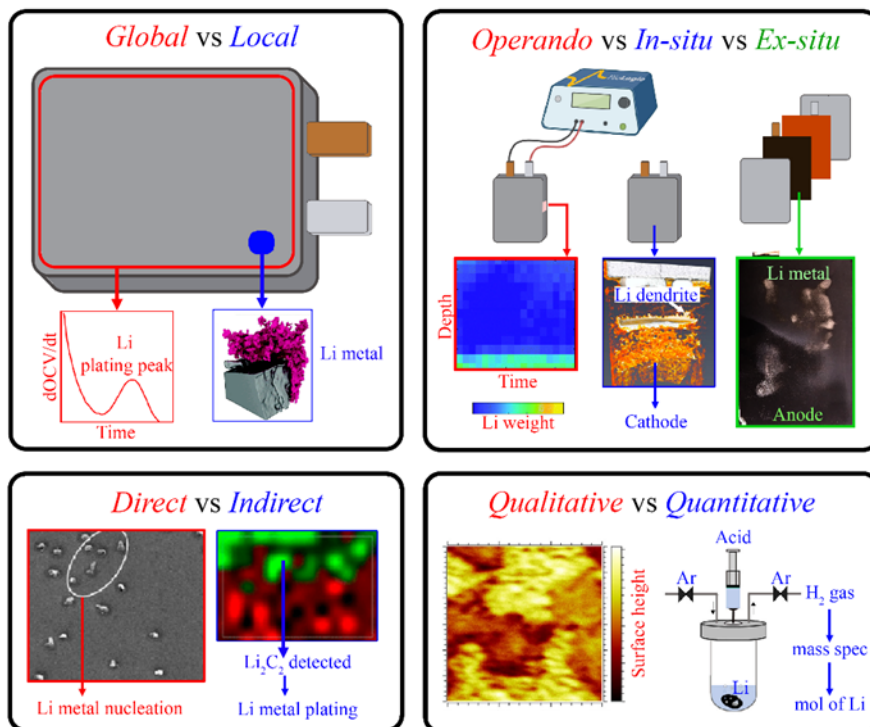 Global vs Local
dOCV/dt
Li
plating peak
Time
Li metal
Operando vs In-situ vs Ex-situ
Depth
Time
Li weight
Li dendrite
Cathode
Li metal
Anode
Direct vs Indirect
Li metal nucleation
Li₂C₂ detected
Li metal plating
Qualitative vs Quantitative
Surface height
Acid
Ar
Ar
H₂ gas
mass spec
mol of Li
Li